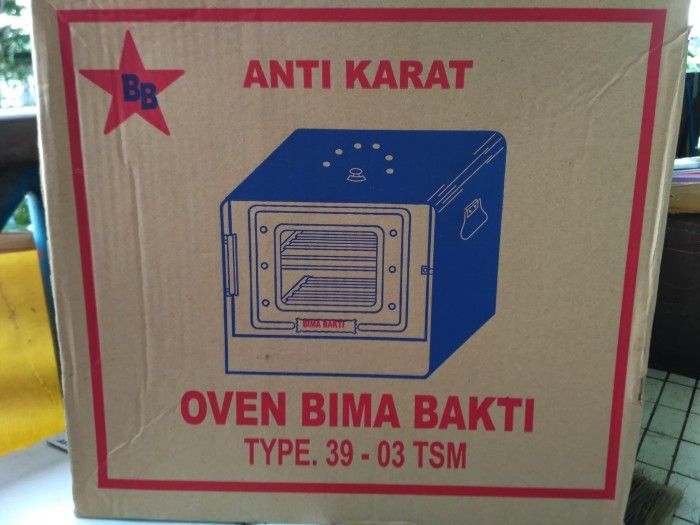 BB
ANTI KARAT
BIMA BAKTI
OVEN BIMA BAKTI
TYPE. 39 - 03 TSM